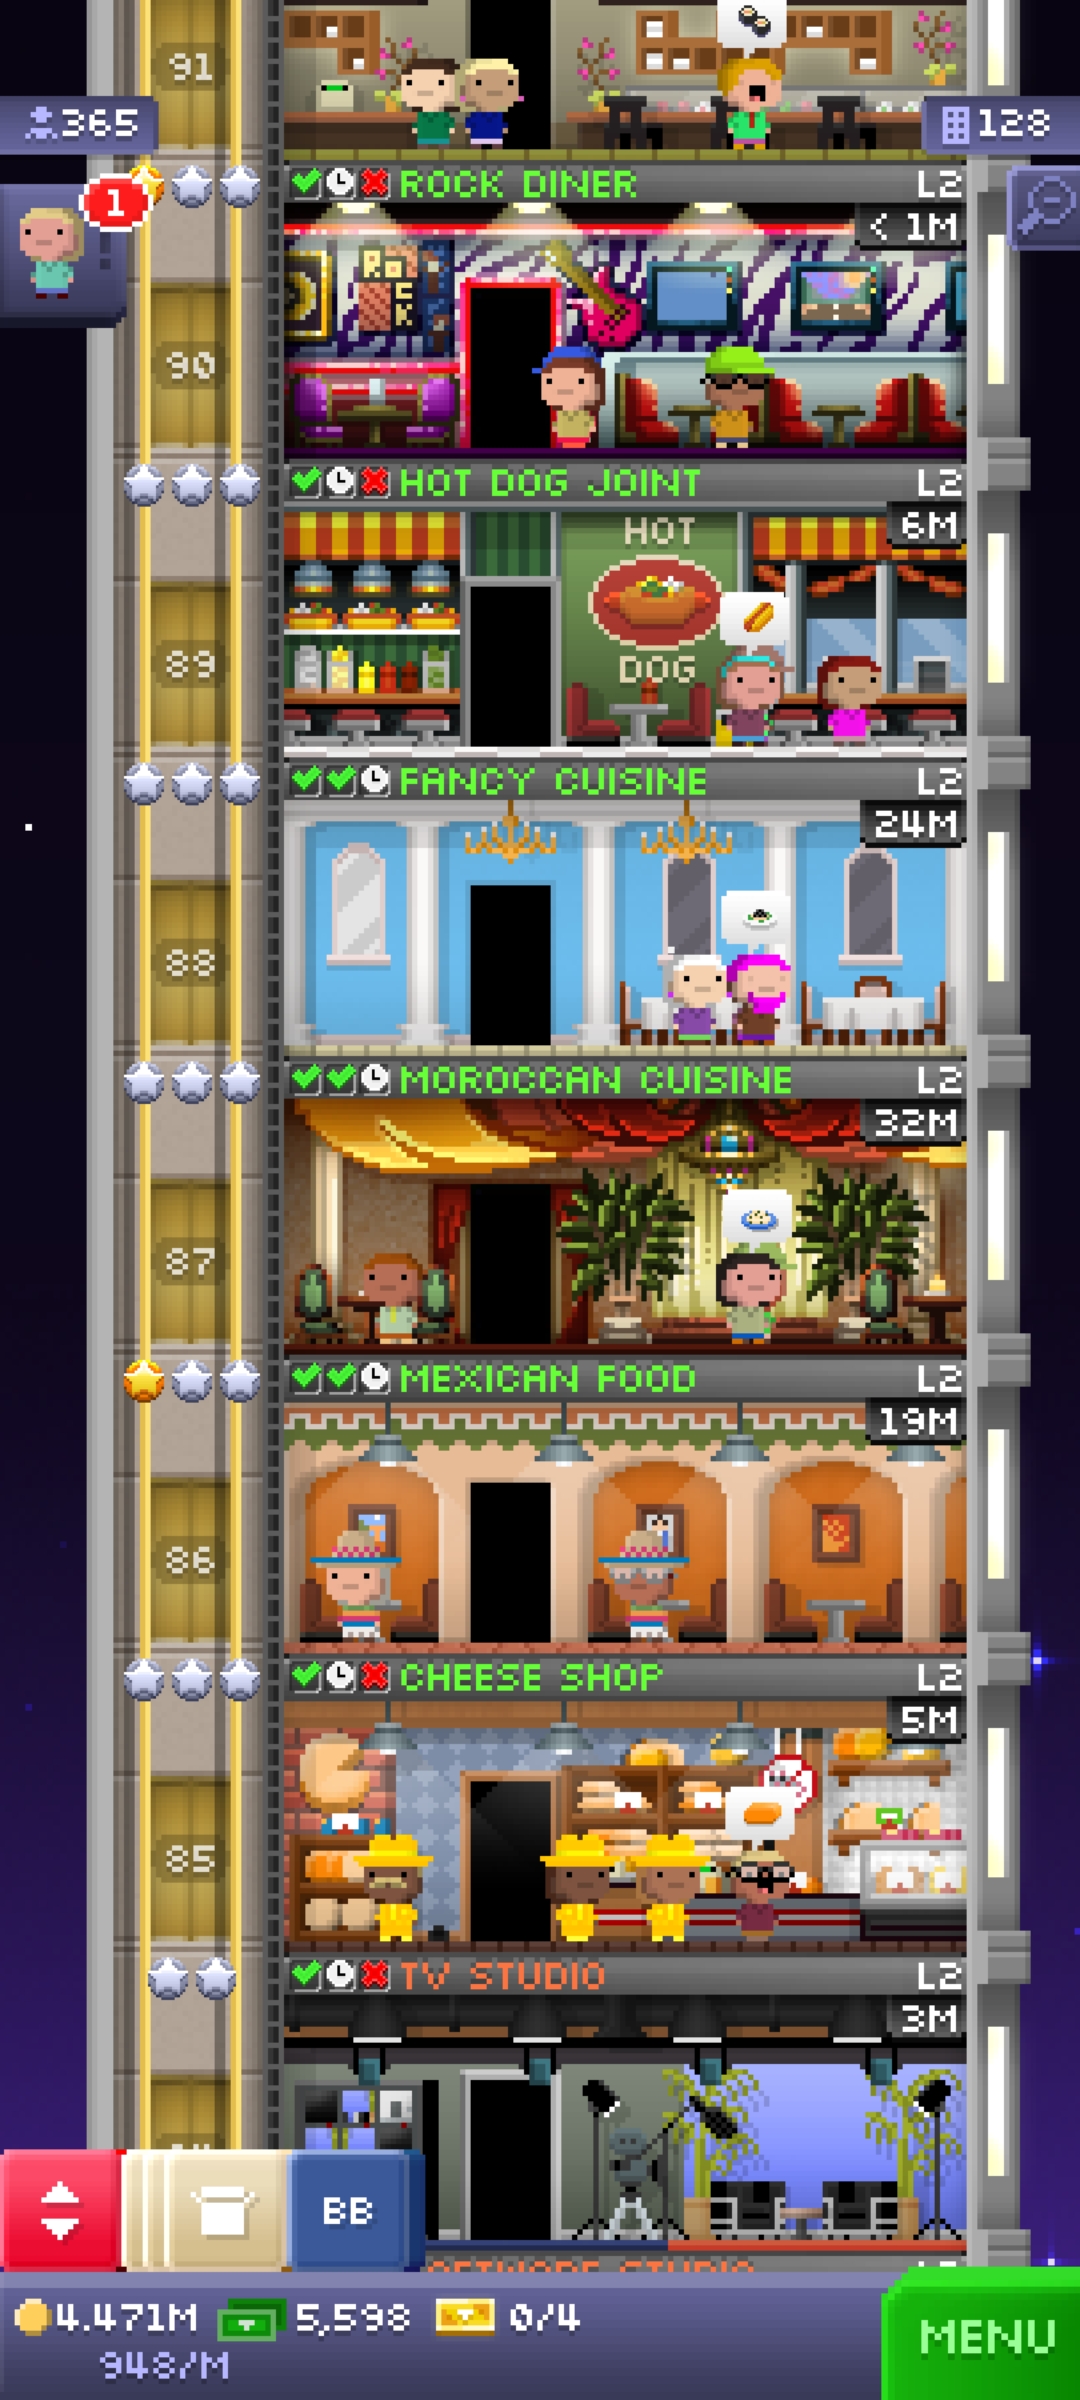 91
365
128
1
ROCK DINER L2
< 1M
Ro
CK
90
HOT DOG JOINT L2
6M
HOT
DOG
89
FANCY CUISINE L2
24M
88
MOROCCAN CUISINE L2
32M
87
MEXICAN FOOD L2
19M
86
CHEESE SHOP L2
5M
85
TV STUDIO L2
3M
BB
4.471M 5,598 0/4
948/M
MENU